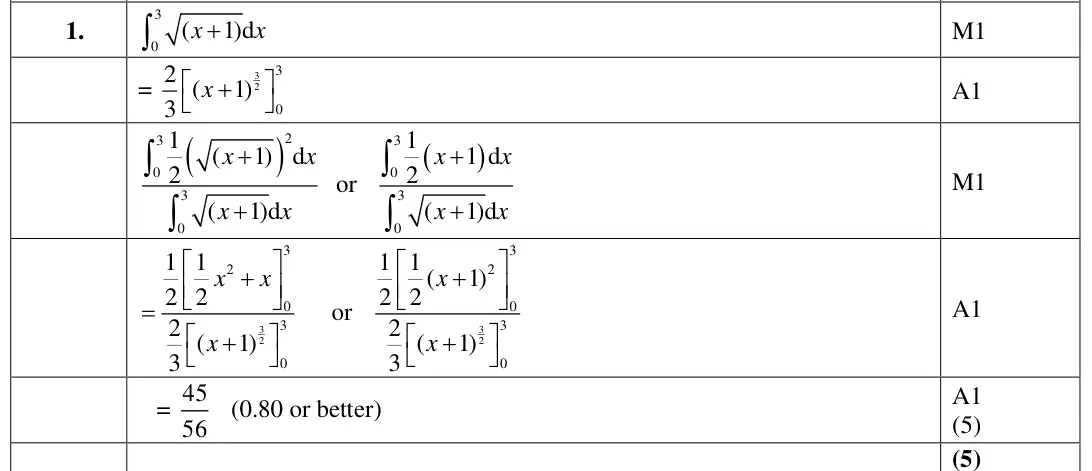 1. ∫₀³ √(x+1)dx M1
= 2/3 [(x+1)^(3/2)]₀³ A1
∫₀³ 1/2 (√(x+1))² dx / ∫₀³ √(x+1)dx or ∫₀³ 1/2 (x+1)dx / ∫₀³ √(x+1)dx M1
= 1/2 [1/2 x² + x]₀³ / 2/3 [(x+1)^(3/2)]₀³ or 1/2 [1/2 (x+1)²]₀³ / 2/3 [(x+1)^(3/2)]₀³ A1
= 45/56 (0.80 or better) A1
(5)
(5)